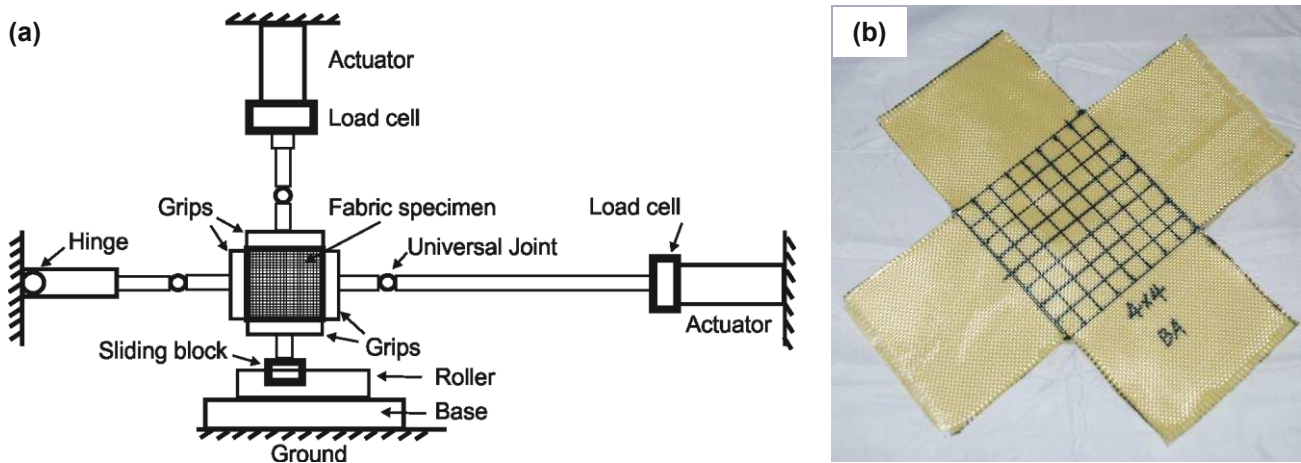 (a)
Actuator
Load cell
Grips
Fabric specimen
Load cell
Hinge
Universal Joint
Actuator
Sliding block
Grips
Roller
Base
Ground
(b)
4x4
BA